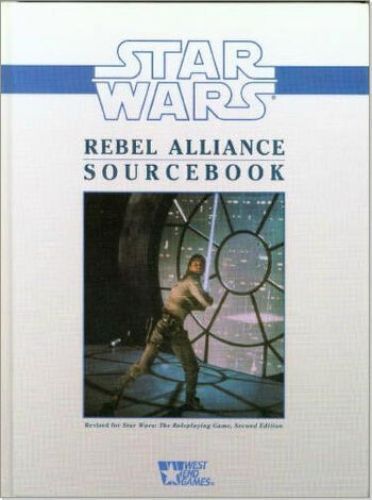 STAR
WARS®
REBEL ALLIANCE
SOURCEBOOK
Revised for Star Wars: The Roleplaying Game, Second Edition
WEST
END
GAMES®